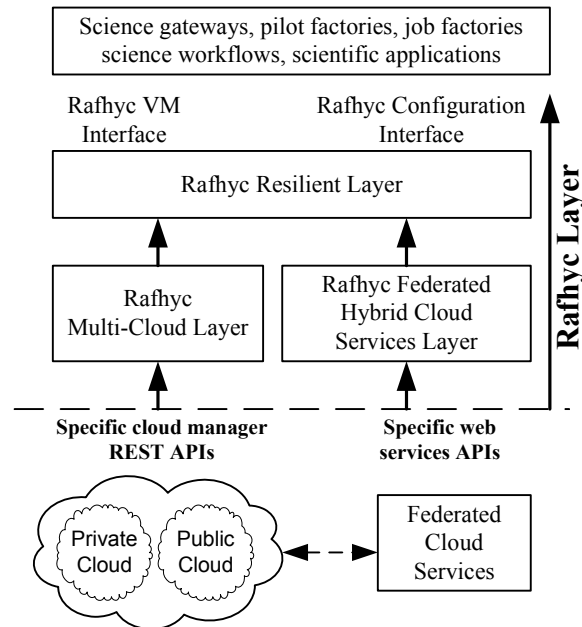 Science gateways, pilot factories, job factories
science workflows, scientific applications
Rafhyc VM
Interface
Rafhyc Configuration
Interface
Rafhyc Resilient Layer
Rafhyc Layer
Rafhyc
Multi-Cloud Layer
Rafhyc Federated
Hybrid Cloud
Services Layer
Specific cloud manager
REST APIs
Specific web
services APIs
Private
Cloud
Public
Cloud
Federated
Cloud
Services